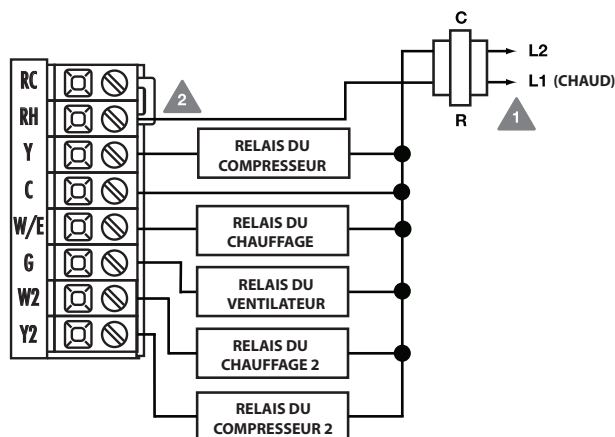 C
L2
L1 (CHAUD)
1
R
RC
2
RH
Y
RELAIS DU
COMPRESSEUR
C
W/E
RELAIS DU
CHAUFFAGE
G
RELAIS DU
VENTILATEUR
W2
RELAIS DU
CHAUFFAGE 2
Y2
RELAIS DU
COMPRESSEUR 2